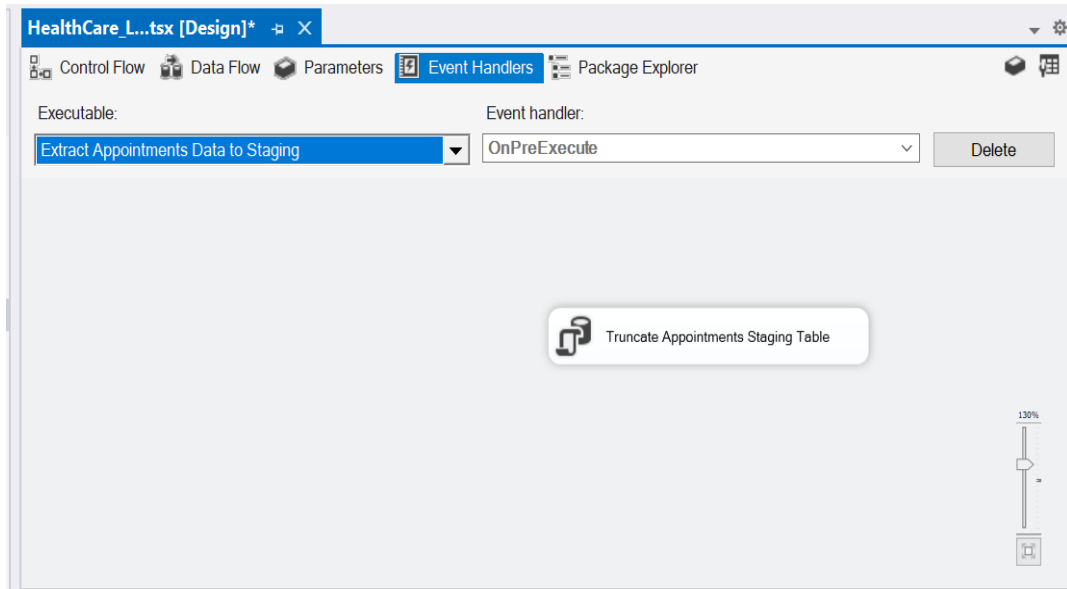 HealthCare_L...tsx [Design]*
Control Flow Data Flow Parameters Event Handlers Package Explorer
Executable: Event handler:
Extract Appointments Data to Staging OnPreExecute Delete
Truncate Appointments Staging Table
130%